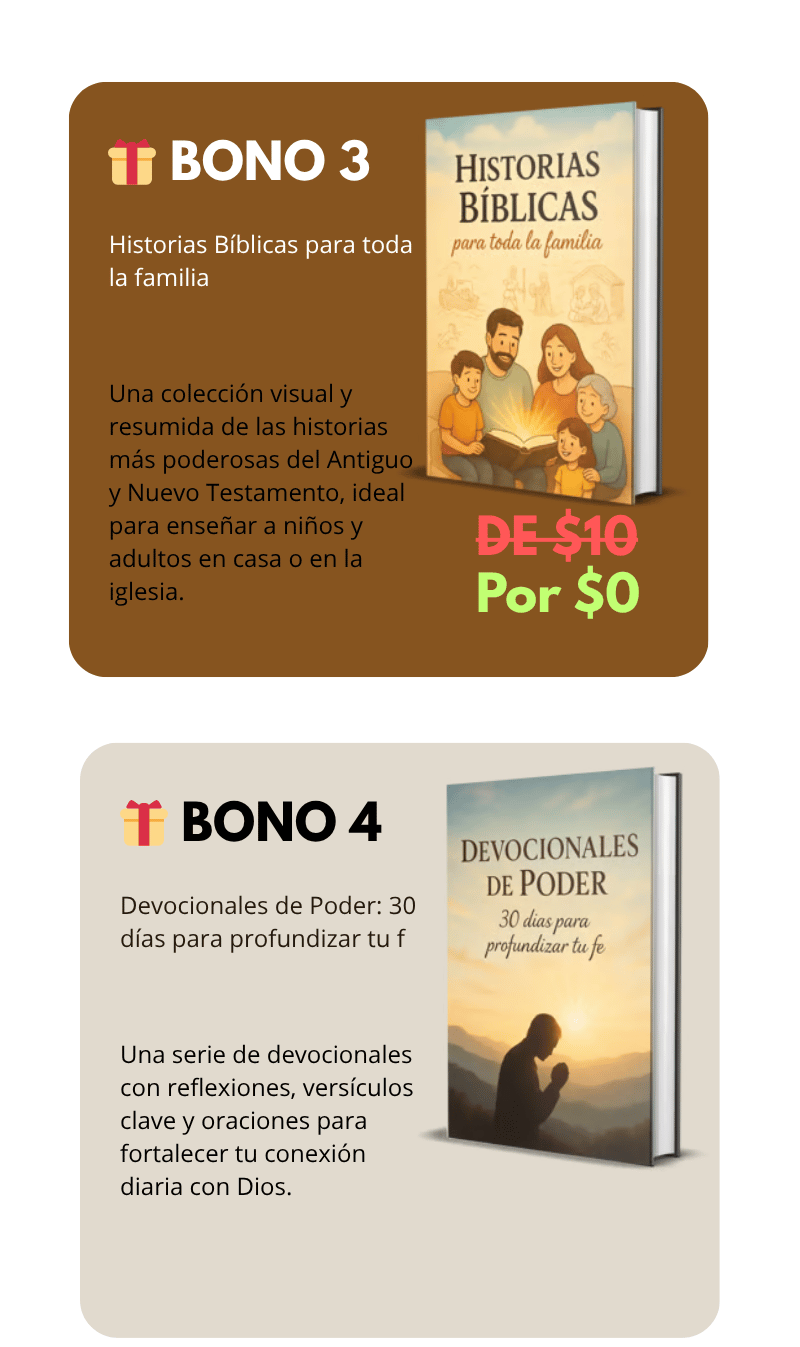 BONO 3
Historias Bíblicas para toda
la familia
Una colección visual y
resumida de las historias
más poderosas del Antiguo
y Nuevo Testamento, ideal
para enseñar a niños y
adultos en casa o en la
iglesia.
HISTORIAS
BÍBLICAS
para toda la familia
DE $10
Por $0
BONO 4
Devocionales de Poder: 30
días para profundizar tu f
Una serie de devocionales
con reflexiones, versículos
clave y oraciones para
fortalecer tu conexión
diaria con Dios.
DEVOCIONALES
DE PODER
30 dias para
profundizar tu fe